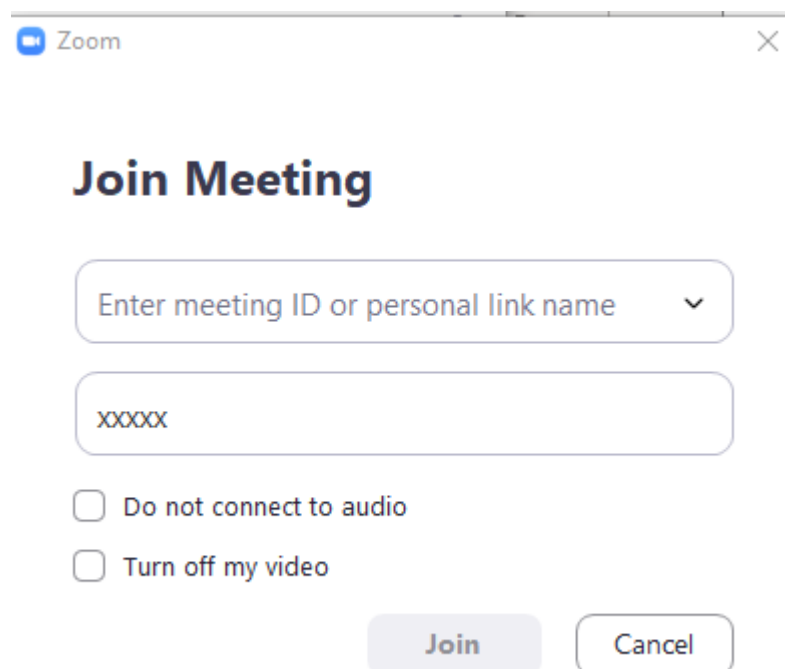 Zoom
Join Meeting
Enter meeting ID or personal link name
xxxxx
Do not connect to audio
Turn off my video
Join Cancel